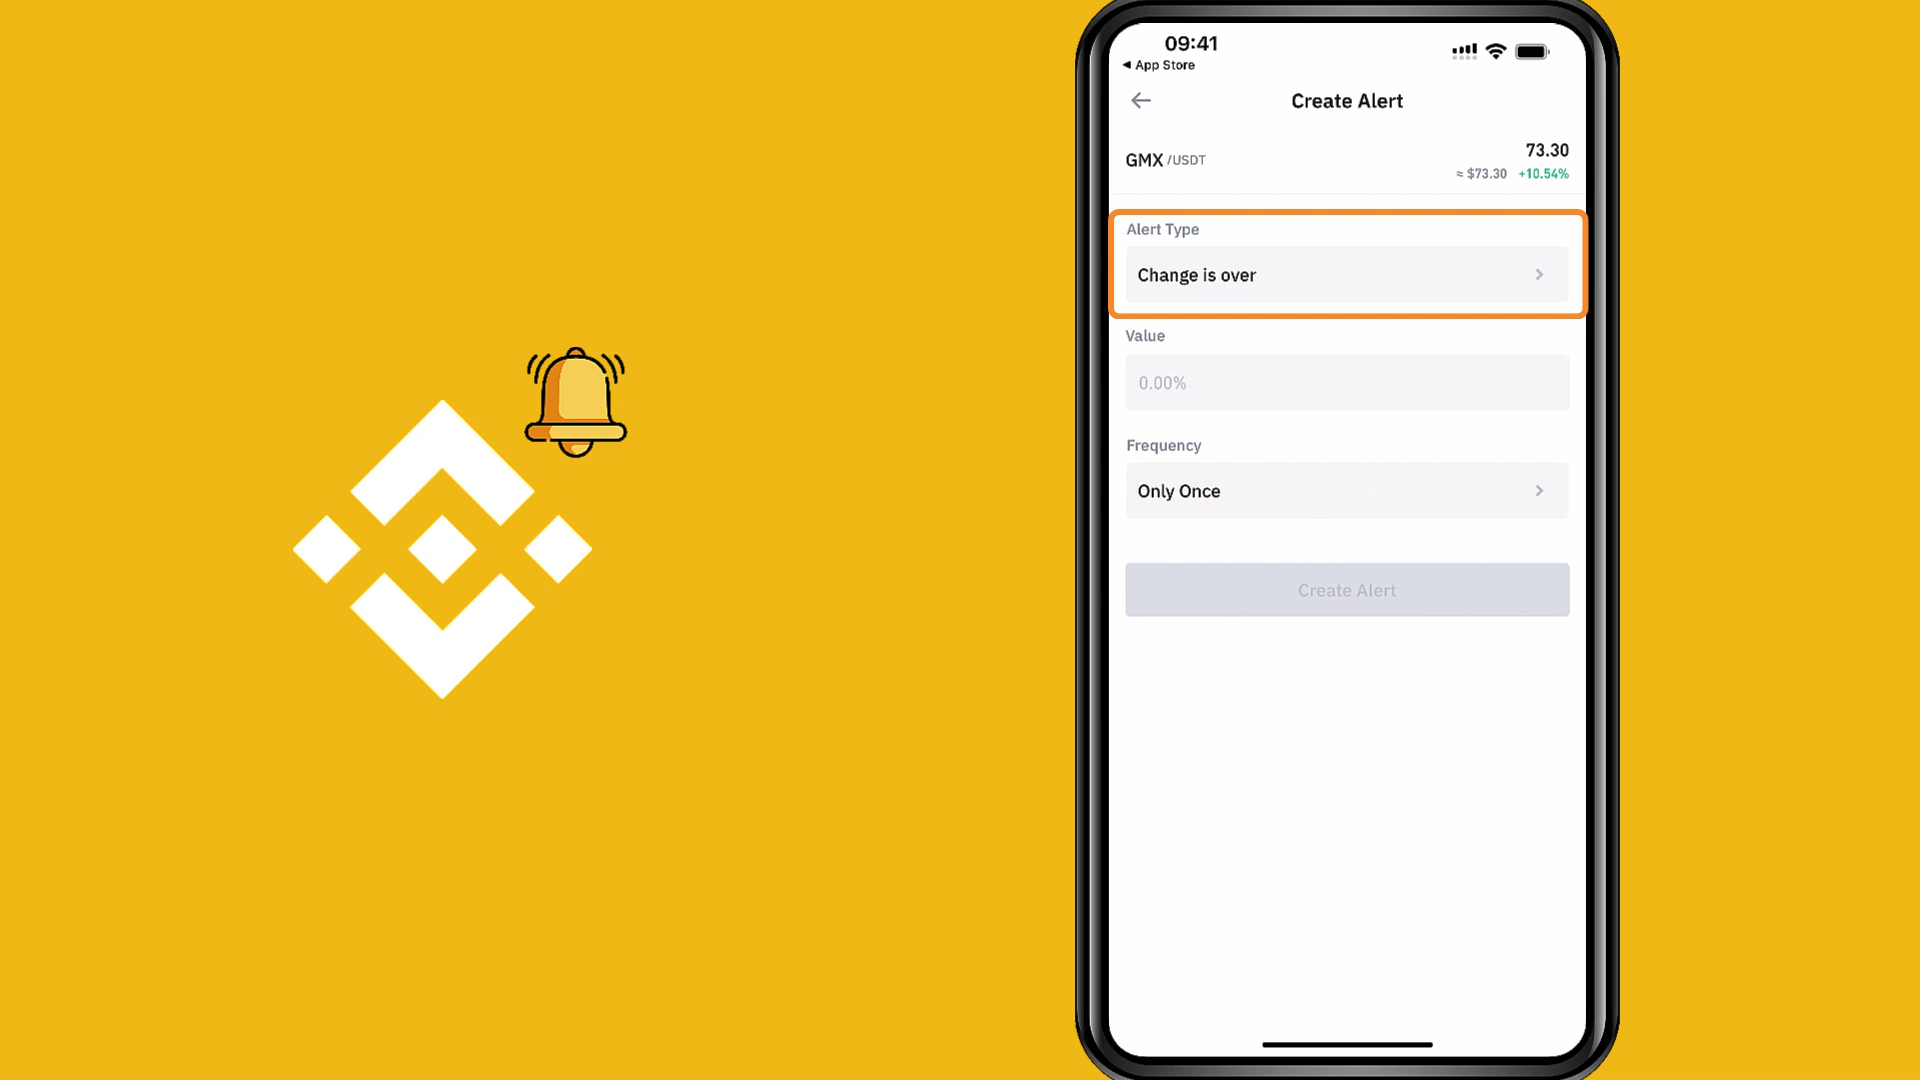 09:41
◀ App Store
Create Alert
GMX /USDT
73.30
≈ $73.30 +10.54%
Alert Type
Change is over
Value
0.00%
Frequency
Only Once
Create Alert